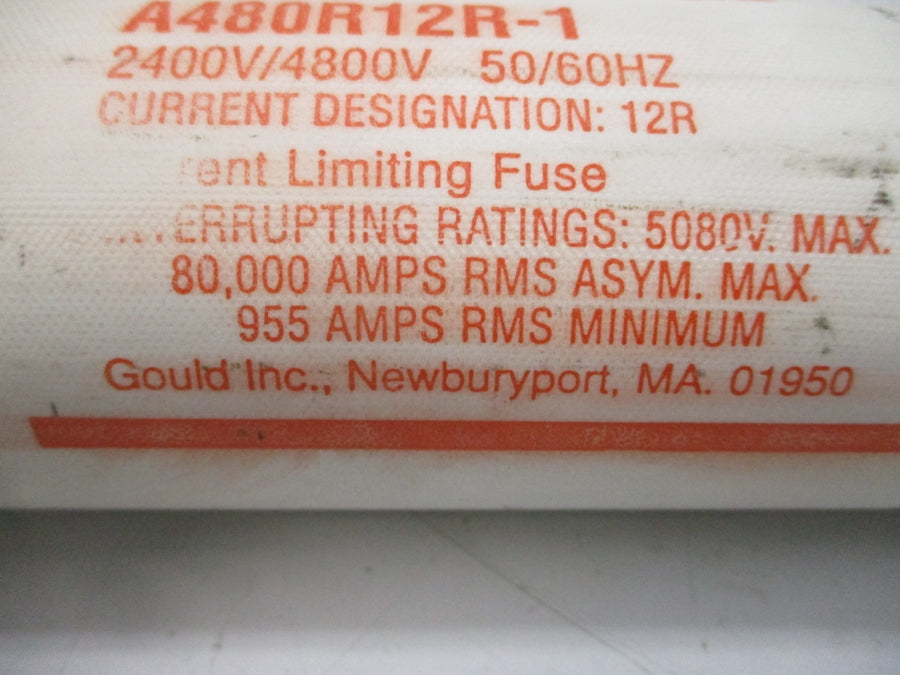 A480R12R-1
2400V/4800V 50/60HZ
CURRENT DESIGNATION: 12R
Limiting Fuse
RATINGS: 5080V. MAX.
80,000 AMPS RMS ASYM. MAX.
955 AMPS RMS MINIMUM
Gould Inc., Newburyport, MA. 01950